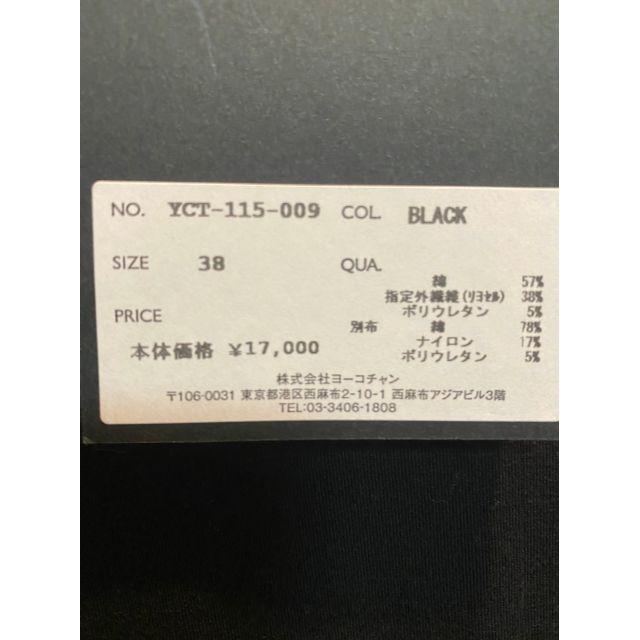 NO. YCT-115-009 COL. BLACK
SIZE 38 QUA.
綿 57%
指定外繊維(リヨセル) 38%
ポリウレタン 5%
別布 綿 78%
ナイロン 17%
ポリウレタン 5%
PRICE
本体価格 ¥17,000
株式会社ヨーコチャン
〒106-0031 東京都港区西麻布2-10-1 西麻布アジアビル3階
TEL:03-3406-1808